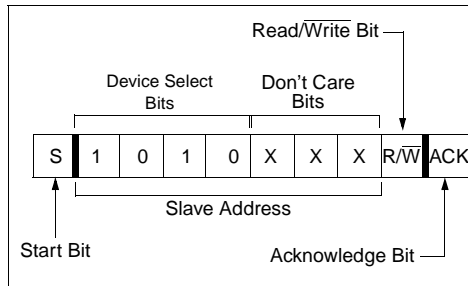 Read/Write Bit
Device Select Bits
Don't Care Bits
S 1 0 1 0 X X X R/W ACK
Slave Address
Start Bit
Acknowledge Bit